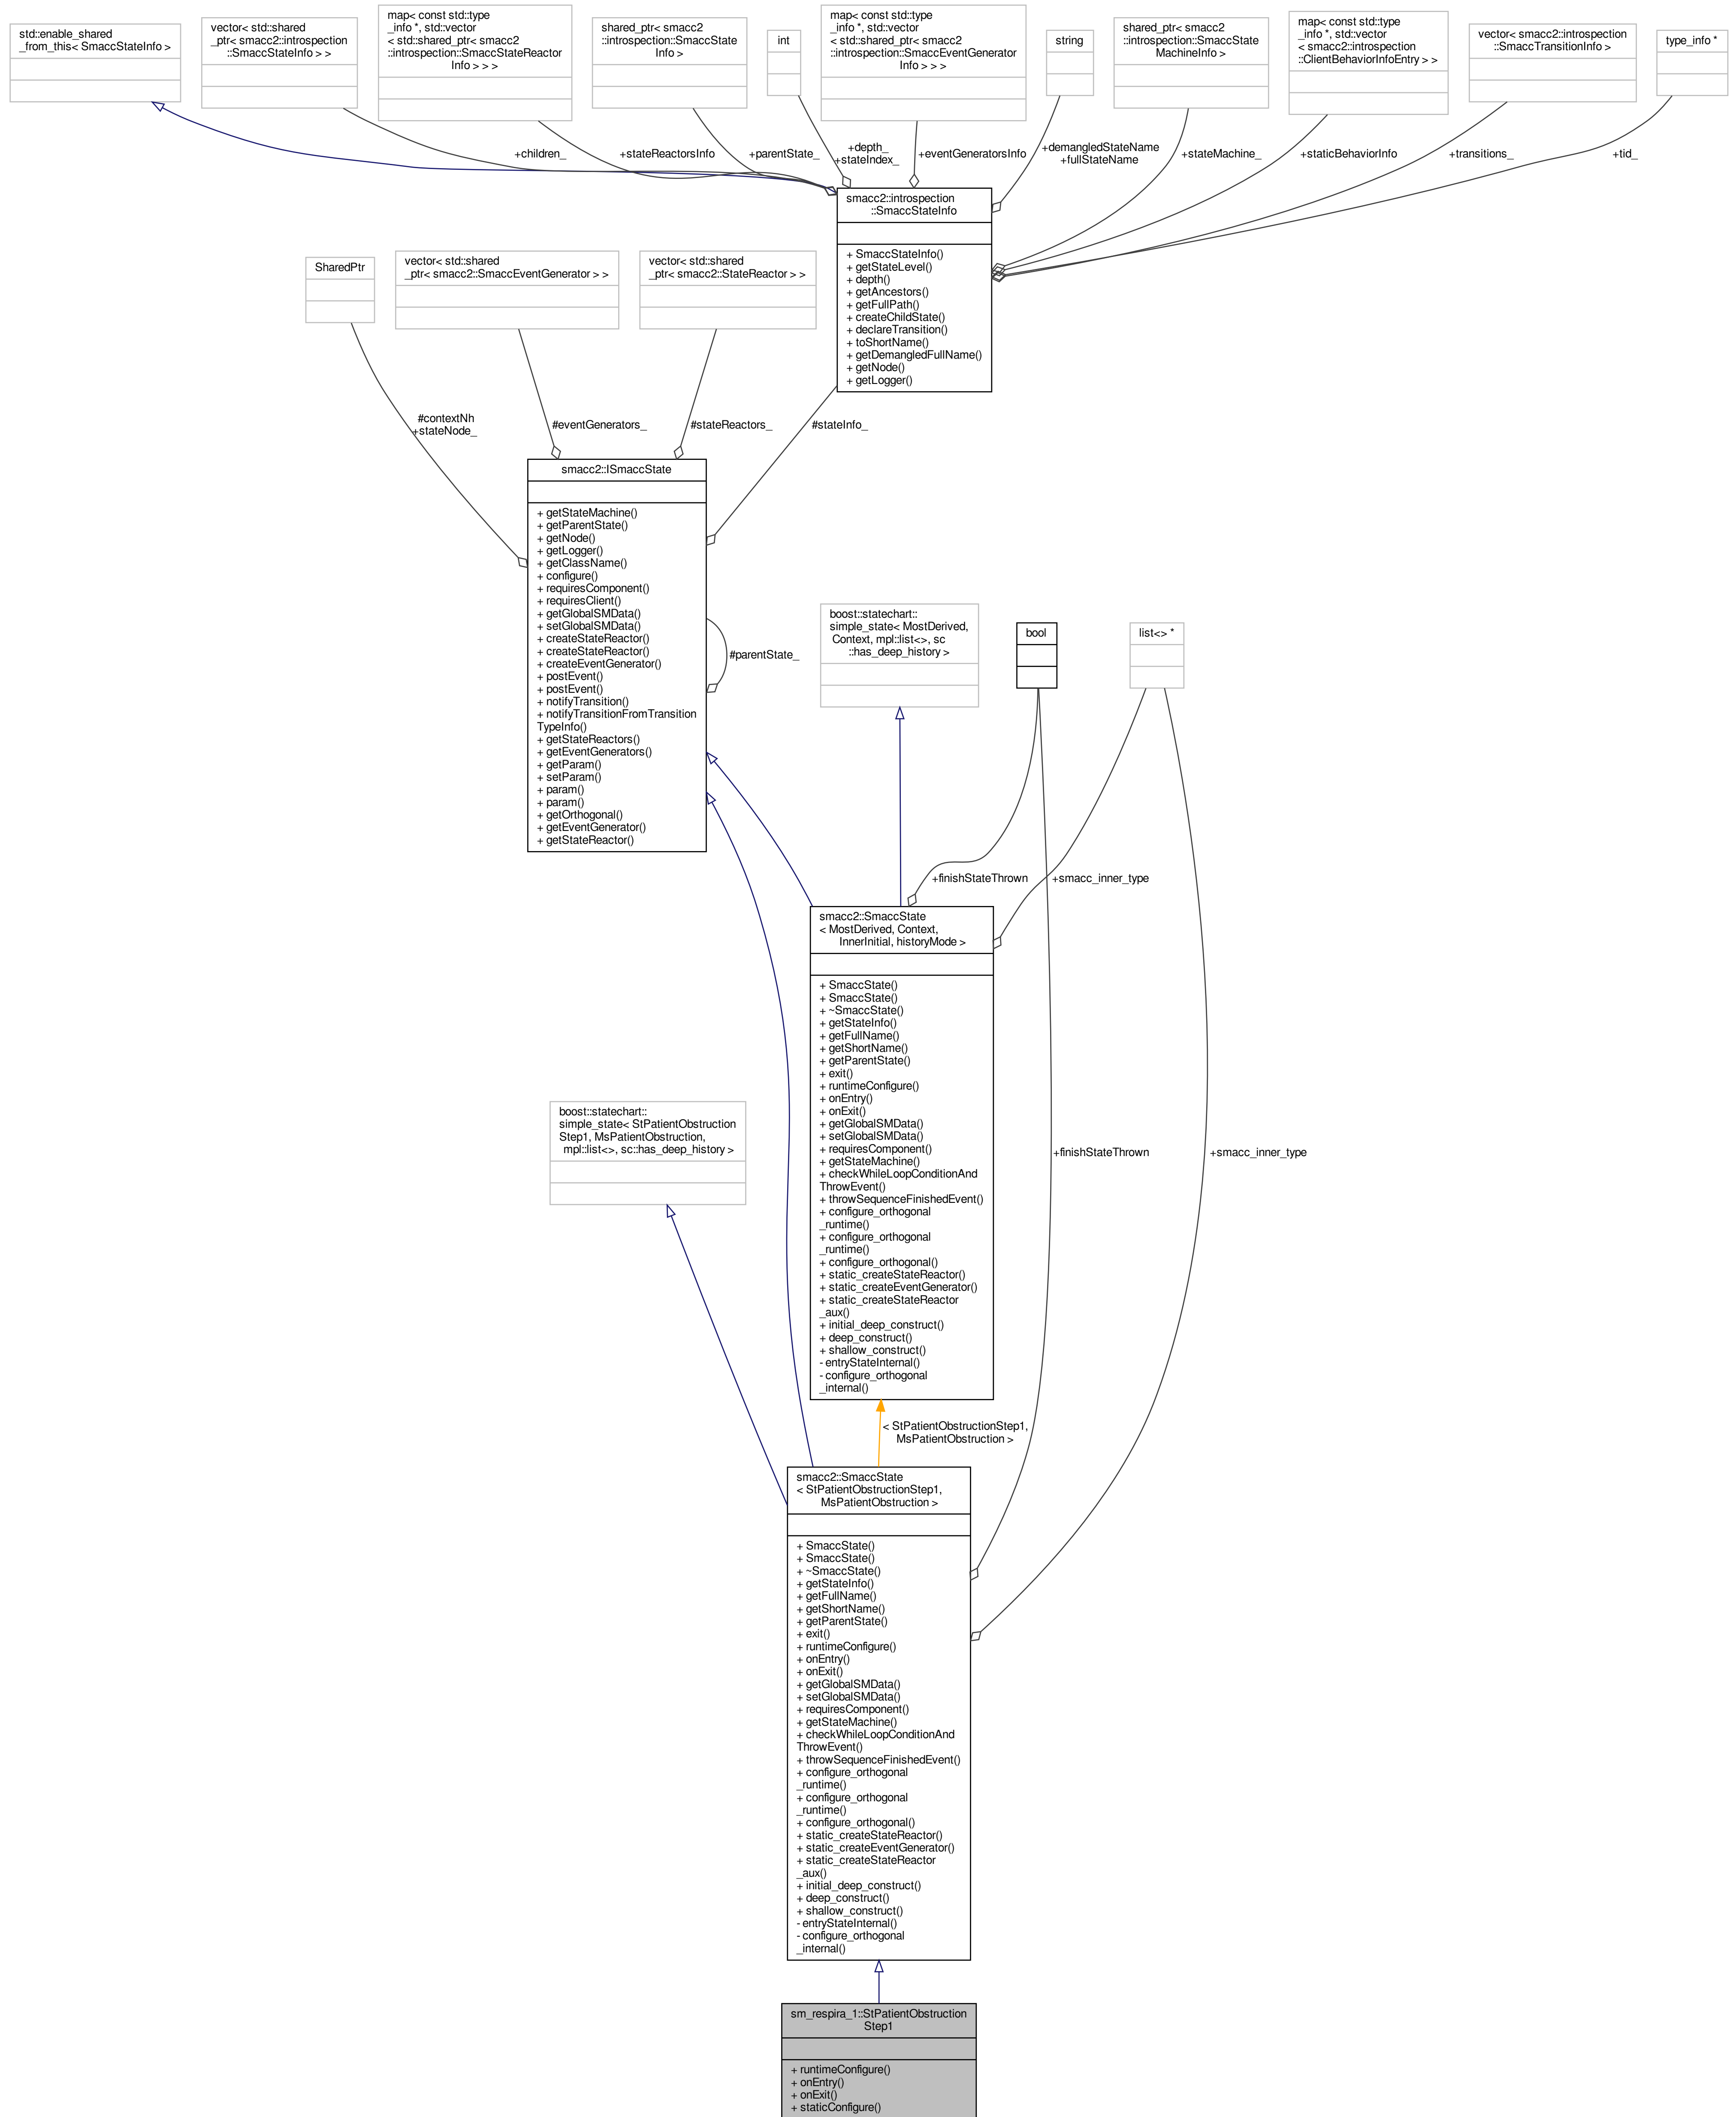 std::enable_shared
_from_this< SmaccStateInfo >
vector< std::shared
_ptr< smacc2::introspection
::SmaccStateInfo > >
map< const std::type
_info *, std::vector
< std::shared_ptr< smacc2
::introspection::SmaccStateReactor
Info > > >
shared_ptr< smacc2
::introspection::SmaccState
Info >
int
map< const std::type
_info *, std::vector
< std::shared_ptr< smacc2
::introspection::SmaccEventGenerator
Info > > >
string
shared_ptr< smacc2
::introspection::SmaccState
MachineInfo >
map< const std::type
_info *, std::vector
< smacc2::introspection
::ClientBehaviorInfoEntry > >
vector< smacc2::introspection
::SmaccTransitionInfo >
type_info *
+children_
+stateReactorsInfo
+parentState_
+depth_
+stateIndex_
+eventGeneratorsInfo
+demangledStateName
+fullStateName
+stateMachine_
+staticBehaviorInfo
+transitions_
+tid_
smacc2::introspection
::SmaccStateInfo
+ SmaccStateInfo()
+ getStateLevel()
+ depth()
+ getAncestors()
+ getFullPath()
+ createChildState()
+ declareTransition()
+ toShortName()
+ getDemangledFullName()
+ getNode()
+ getLogger()
SharedPtr
vector< std::shared
_ptr< smacc2::SmaccEventGenerator > >
vector< std::shared
_ptr< smacc2::StateReactor > >
#contextNh
+stateNode_
#eventGenerators_
#stateReactors_
#stateInfo_
smacc2::ISmaccState
+ getStateMachine()
+ getParentState()
+ getNode()
+ getLogger()
+ getClassName()
+ configure()
+ requiresComponent()
+ requiresClient()
+ getGlobalSMData()
+ setGlobalSMData()
+ createStateReactor()
+ createStateReactor()
+ createEventGenerator()
+ postEvent()
+ postEvent()
+ notifyTransition()
+ notifyTransitionFromTransition
TypeInfo()
+ getStateReactors()
+ getEventGenerators()
+ getParam()
+ setParam()
+ param()
+ param()
+ getOrthogonal()
+ getEventGenerator()
+ getStateReactor()
#parentState_
boost::statechart::
simple_state< MostDerived,
Context, mpl::list<>, sc
::has_deep_history >
bool
list<> *
+finishStateThrown
+smacc_inner_type
smacc2::SmaccState
< MostDerived, Context,
InnerInitial, historyMode >
+ SmaccState()
+ SmaccState()
+ ~SmaccState()
+ getStateInfo()
+ getFullName()
+ getShortName()
+ getParentState()
+ exit()
+ runtimeConfigure()
+ onEntry()
+ onExit()
+ getGlobalSMData()
+ setGlobalSMData()
+ requiresComponent()
+ getStateMachine()
+ checkWhileLoopConditionAnd
ThrowEvent()
+ throwSequenceFinishedEvent()
+ configure_orthogonal
_runtime()
+ configure_orthogonal
_runtime()
+ configure_orthogonal()
+ static_createStateReactor()
+ static_createEventGenerator()
+ static_createStateReactor
_aux()
+ initial_deep_construct()
+ deep_construct()
+ shallow_construct()
- entryStateInternal()
- configure_orthogonal
_internal()
boost::statechart::
simple_state< StPatientObstruction
Step1, MsPatientObstruction,
mpl::list<>, sc::has_deep_history >
+finishStateThrown
+smacc_inner_type
< StPatientObstructionStep1,
MsPatientObstruction >
smacc2::SmaccState
< StPatientObstructionStep1,
MsPatientObstruction >
+ SmaccState()
+ SmaccState()
+ ~SmaccState()
+ getStateInfo()
+ getFullName()
+ getShortName()
+ getParentState()
+ exit()
+ runtimeConfigure()
+ onEntry()
+ onExit()
+ getGlobalSMData()
+ setGlobalSMData()
+ requiresComponent()
+ getStateMachine()
+ checkWhileLoopConditionAnd
ThrowEvent()
+ throwSequenceFinishedEvent()
+ configure_orthogonal
_runtime()
+ configure_orthogonal
_runtime()
+ configure_orthogonal()
+ static_createStateReactor()
+ static_createEventGenerator()
+ static_createStateReactor
_aux()
+ initial_deep_construct()
+ deep_construct()
+ shallow_construct()
- entryStateInternal()
- configure_orthogonal
_internal()
sm_respira_1::StPatientObstruction
Step1
+ runtimeConfigure()
+ onEntry()
+ onExit()
+ staticConfigure()